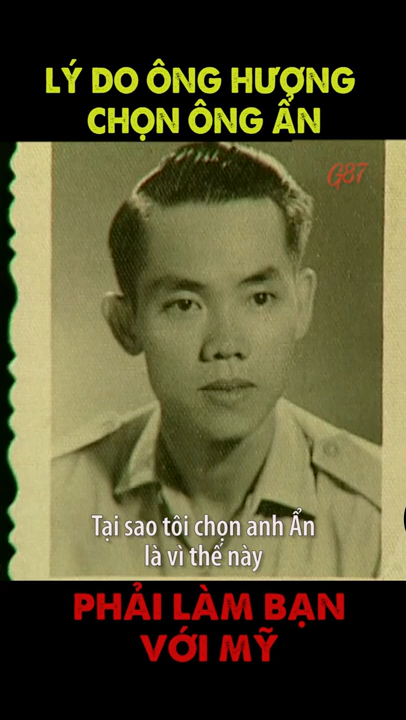 LÝ DO ÔNG HƯỢNG
CHỌN ÔNG ẨN
G87
Tại sao tôi chọn anh Ẩn
là vì thế này
PHẢI LÀM BẠN
VỚI MỸ